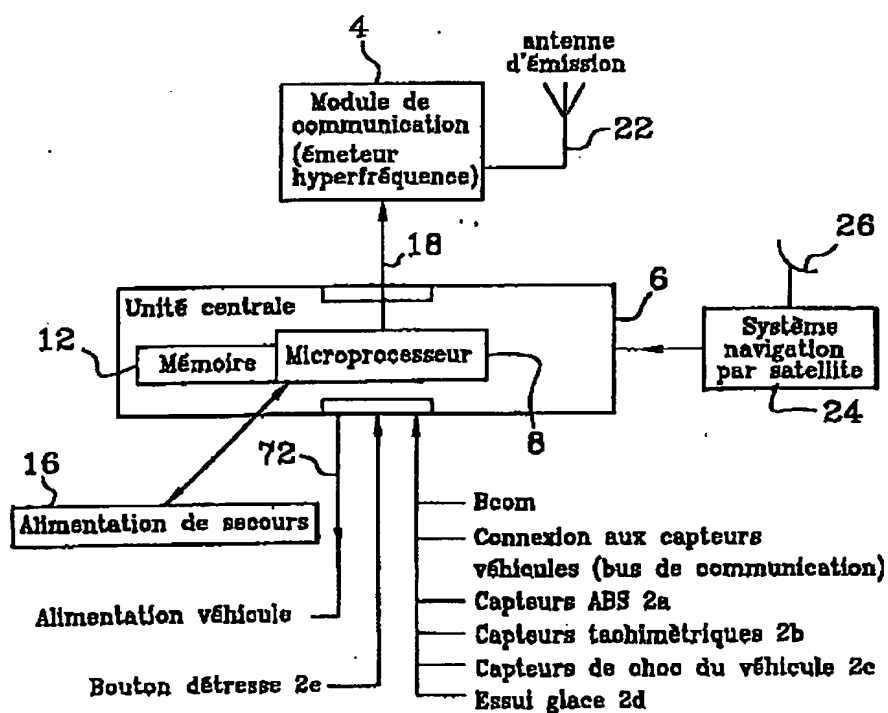 4
antenne
d'émission
Module de
communication
(émeteur
hyperfréquence)
22
18
26
Unité centrale
6
12
Mémoire
Microprocesseur
Système
navigation
par satellite
24
8
72
16
Alimentation de secours
Bcom
Connexion aux capteurs
véhicules (bus de communication)
Alimentation véhicule
Capteurs ABS 2a
Capteurs tachimètriques 2b
Capteurs de choc du véhicule 2c
Bouton détresse 2e
Essui glace 2d